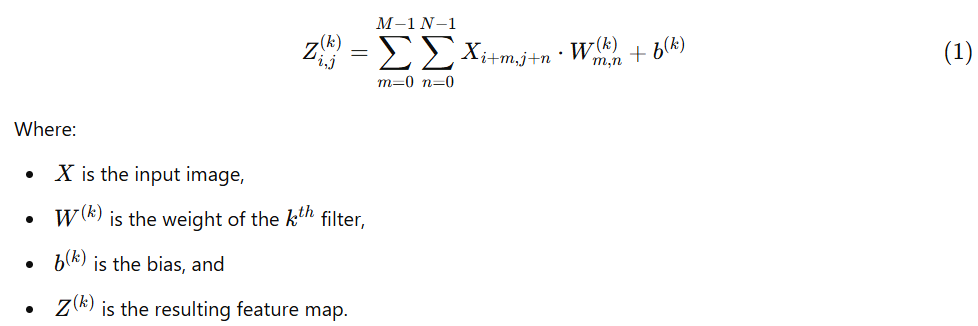 $$Z_{i,j}^{(k)} = \sum_{m=0}^{M-1} \sum_{n=0}^{N-1} X_{i+m,j+n} \cdot W_{m,n}^{(k)} + b^{(k)} \quad (1)$$
Where:
• $X$ is the input image,
• $W^{(k)}$ is the weight of the $k^{th}$ filter,
• $b^{(k)}$ is the bias, and
• $Z^{(k)}$ is the resulting feature map.